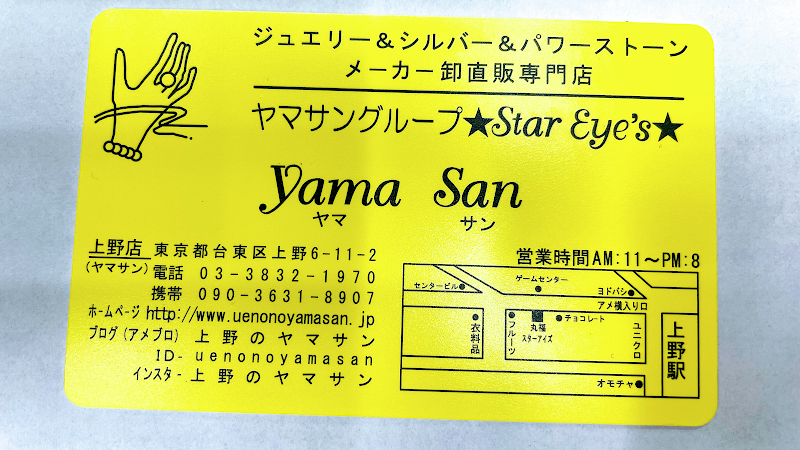 ジュエリー&シルバー&パワーストーン
メーカー卸直販専門店
ヤマサングループ★Star Eye's★
yama San
ヤマ サン
上野店 東京都台東区上野6-11-2
(ヤマサン) 電話 03-3832-1970
携帯 090-3631-8907
ホームページ http://www.uenonoyamasan.jp
ブログ(アメブロ) 上野のヤマサン
ID- uenonoyamasan
インスタ- 上野のヤマサン
営業時間AM:11〜PM:8
センタービル●
ゲームセンター
●
ヨドバシ●
アメ横入り口
●衣料品
●フルーツ
■
丸福
スターアイズ
●チョコレート
ユニクロ
上野駅
オモチャ●